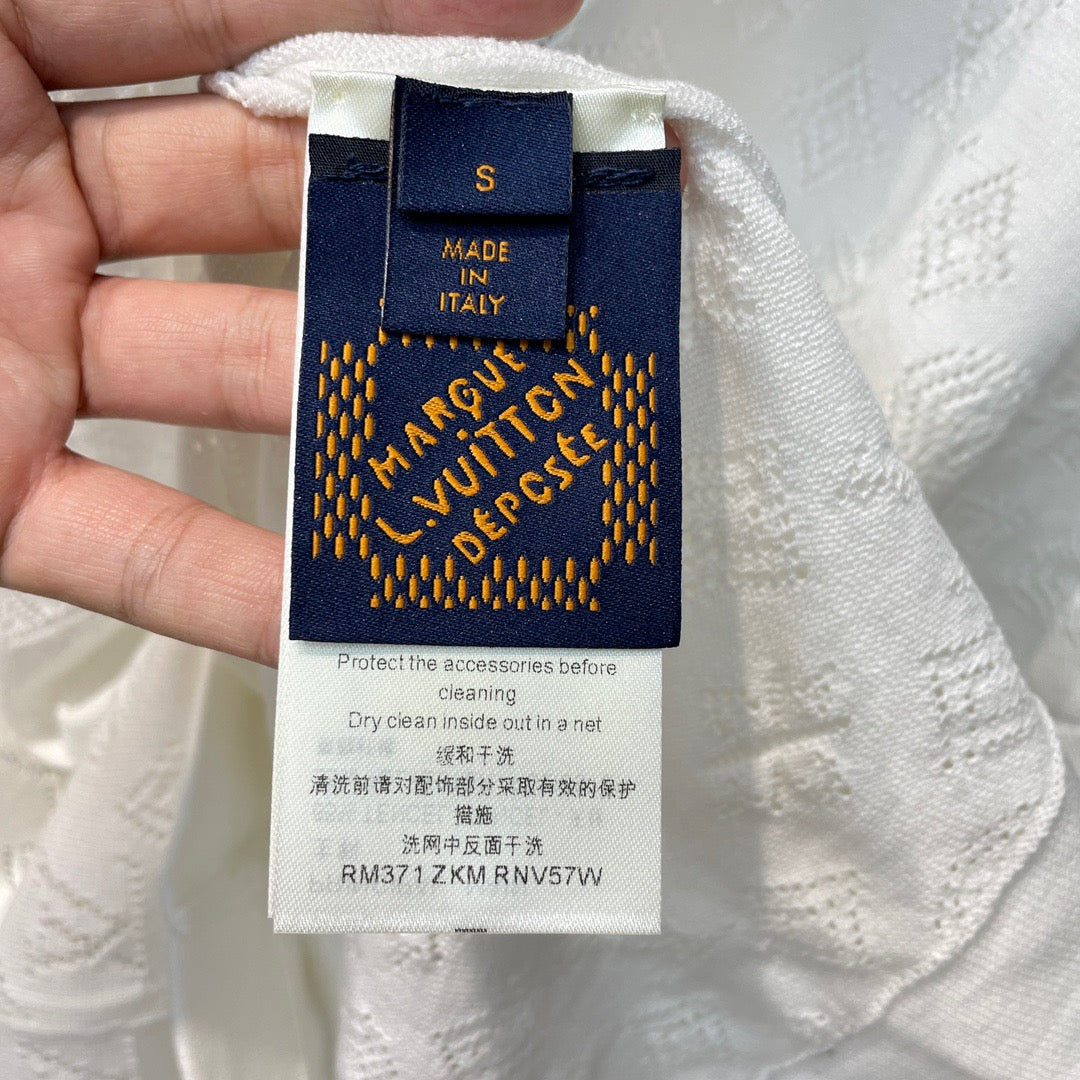 S
MADE
IN
ITALY
MARQUE
L.VUITTON
DÉPOSÉE
Protect the accessories before
cleaning
Dry clean inside out in a net
缓和干洗
清洗前请对配饰部分采取有效的保护
措施
洗网中反面干洗
RM371 ZKM RNV57W